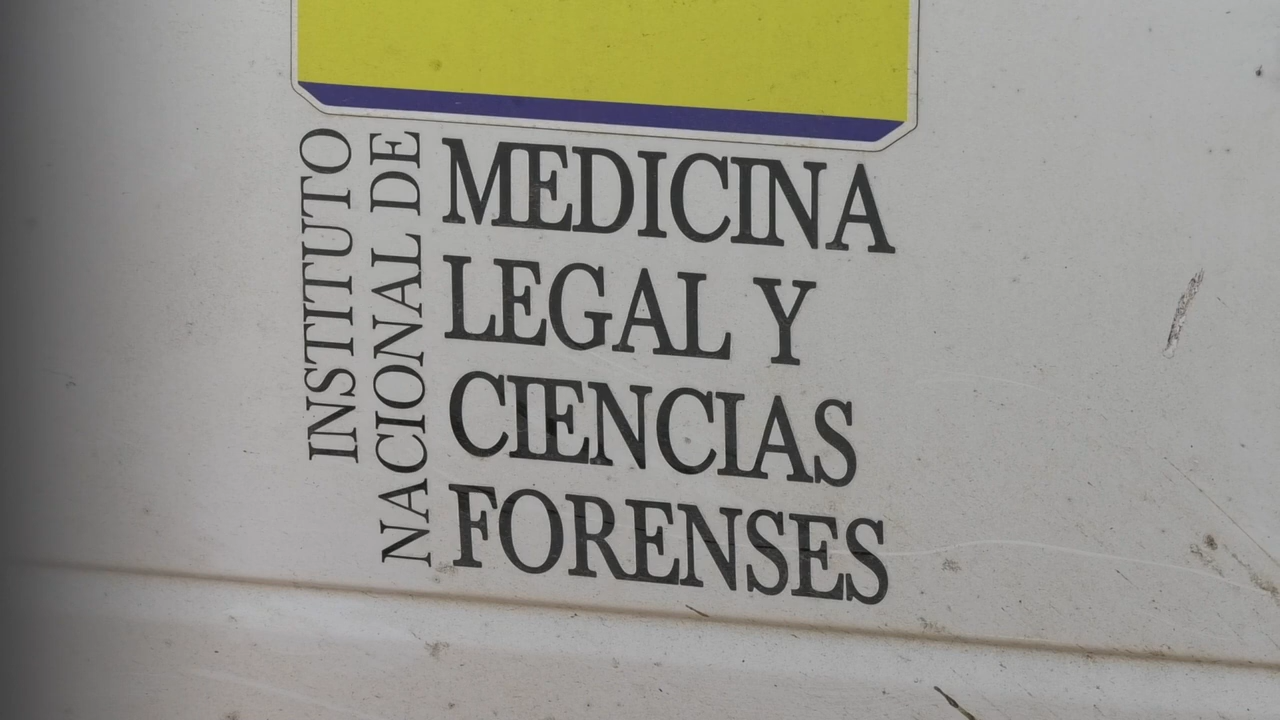 INSTITUTO
NACIONAL DE
MEDICINA
LEGAL Y
CIENCIAS
FORENSES